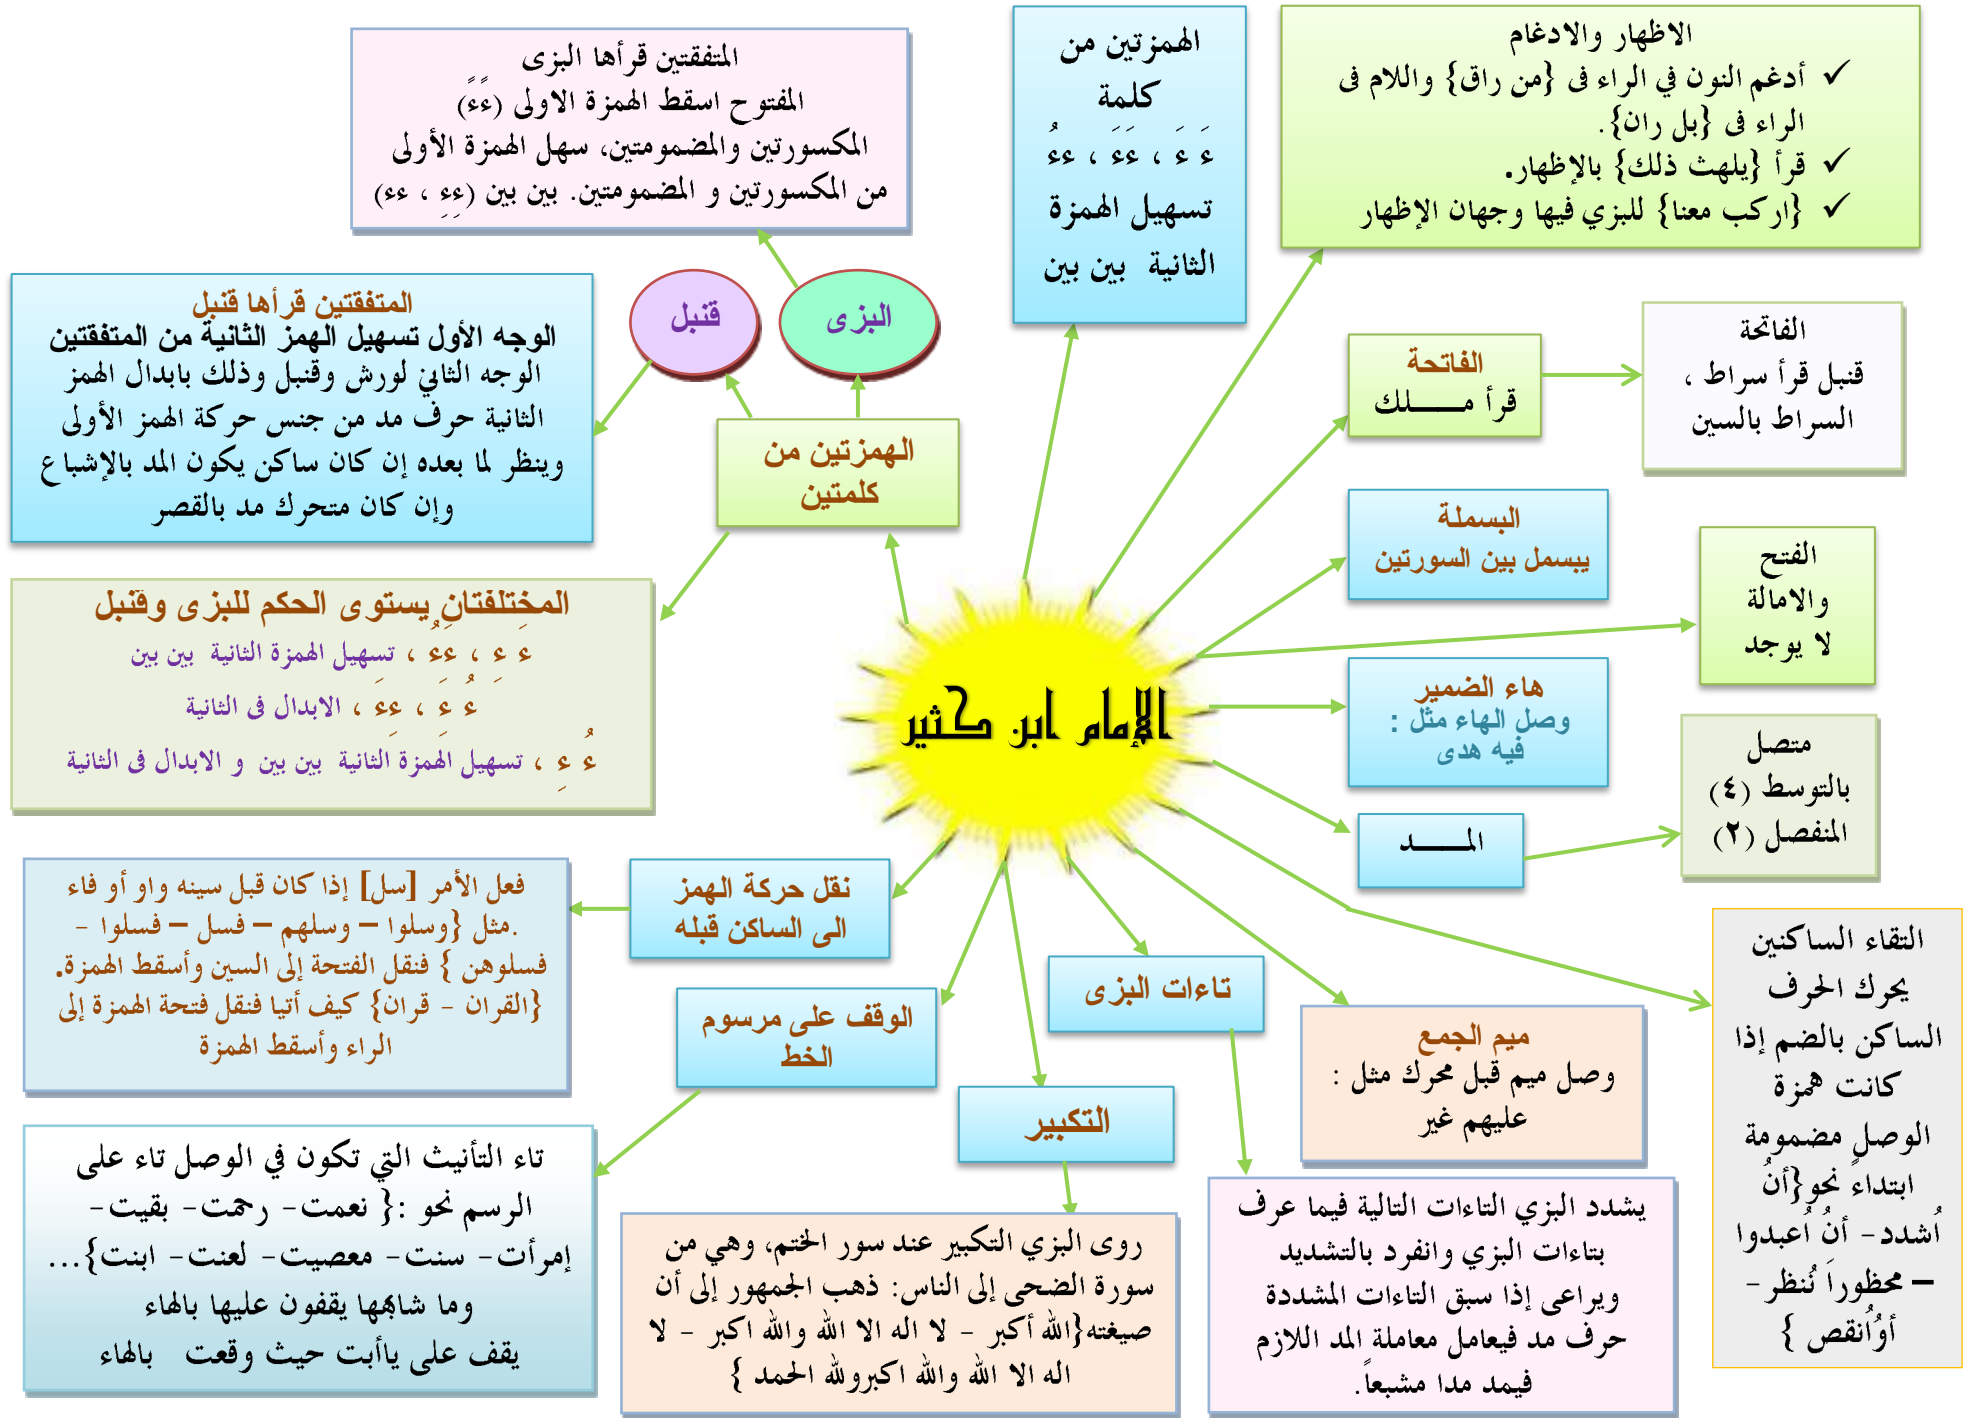 الاظهار والادغام
✓ أدغم النون في الراء فى {من راق} واللام فى
الراء فى {بل ران}.
✓ قرأ {يلهث ذلك} بالإظهار.
✓ {اركب معنا} للبزي فيها وجهان الإظهار
الهمزتين من
كلمة
ءَ ءَ ، ءَءِ ، ءءُ
تسهيل الهمزة
الثانية بين بين
المتفقتين قرأها البزى
المفتوح اسقط الهمزة الاولى (ءَءَ)
المكسورتين والمضمومتين، سهل الهمزة الأولى
من المكسورتين و المضمومتين. بين بين (ءِءِ ، ءء)
البزى
قنبل
المتفقتين قرأها قنبل
الوجه الأول تسهيل الهمز الثانية من المتفقتين
الوجه الثاني لورش وقنبل وذلك بابدال الهمز
الثانية حرف مد من جنس حركة الهمز الأولى
وينظر لما بعده إن كان ساكن يكون المد بالإشباع
وإن كان متحرك مد بالقصر
الهمزتين من
كلمتين
المختلفتان يستوى الحكم للبزى وقنبل
ءَ ءِ ، ءَءُ ، تسهيل الهمزة الثانية بين بين
ءُ ءَ ، ءِءَ ، الابدال فى الثانية
ءُ ءِ ، تسهيل الهمزة الثانية بين بين و الابدال فى الثانية
الفاتحة
قرأ مـــلك
الفاتحة
قنبل قرأ سراط ،
السراط بالسين
البسملة
يبسمل بين السورتين
الفتح
والامالة
لا يوجد
هاء الضمير
وصل الهاء مثل :
فيه هدى
المــــد
متصل
بالتوسط (٤)
المنفصل (٢)
الإمام ابن كثير
التقاء الساكنين
يحرك الحرف
الساكن بالضم إذا
كانت همزة
الوصل مضمومة
ابتداءً نحو{أنُ
اُشدد- أنُ اُعبدوا
– محظوراً نُنظر-
أوُاُنقص }
ميم الجمع
وصل ميم قبل محرك مثل :
عليهم غير
تاءات البزى
يشدد البزي التاءات التالية فيما عرف
بتاءات البزي وانفرد بالتشديد
ويراعى إذا سبق التاءات المشددة
حرف مد فيعامل معاملة المد اللازم
فيمد مدا مشبعاً.
التكبير
روى البزي التكبير عند سور الختم، وهي من
سورة الضحى إلى الناس: ذهب الجمهور إلى أن
صيغته{الله أكبر - لا اله الا الله والله اكبر - لا
اله الا الله والله اكبرولله الحمد }
الوقف على مرسوم
الخط
تاء التأنيث التي تكون في الوصل تاء على
الرسم نحو :{ نعمت- رحمت- بقيت-
إمرأت- سنت- معصيت- لعنت- ابنت}...
وما شابهها يقفون عليها بالهاء
يقف على ياأبت حيث وقعت بالهاء
نقل حركة الهمز
الى الساكن قبله
فعل الأمر [سل] إذا كان قبل سينه واو أو فاء
.مثل {وسلوا – وسلهم – فسل – فسلوا -
فسلوهن } فنقل الفتحة إلى السين وأسقط الهمزة.
{القران - قران} كيف أتيا فنقل فتحة الهمزة إلى
الراء وأسقط الهمزة